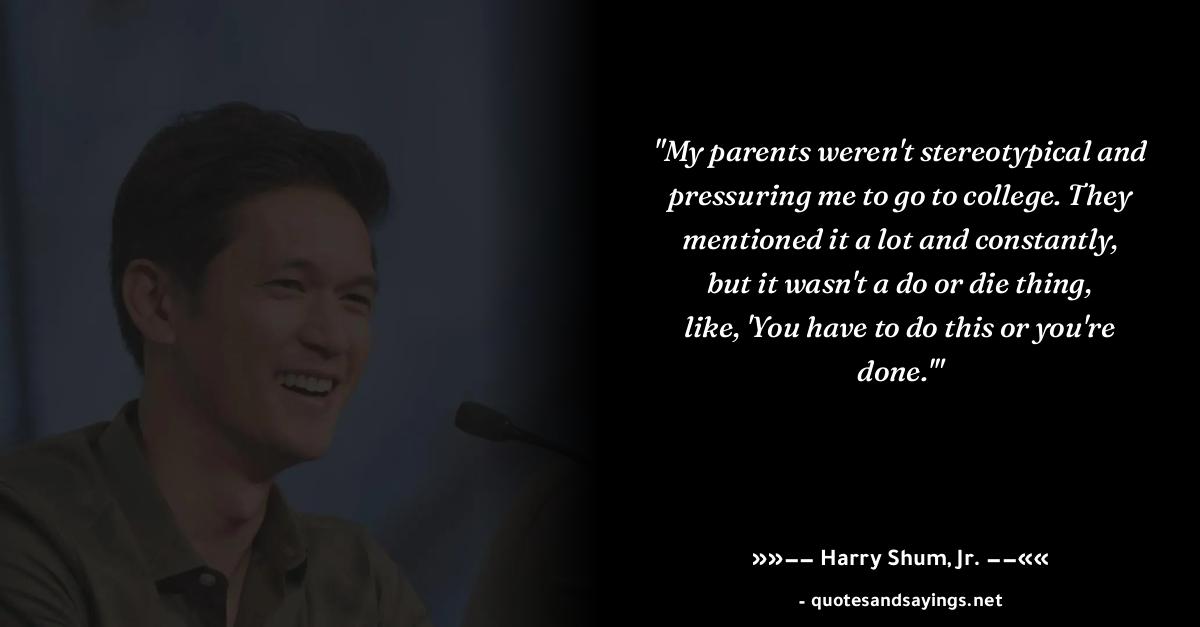 "My parents weren't stereotypical and
pressuring me to go to college. They
mentioned it a lot and constantly,
but it wasn't a do or die thing,
like, 'You have to do this or you're
done.'"
»»−− Harry Shum, Jr. −−««
- quotesandsayings.net